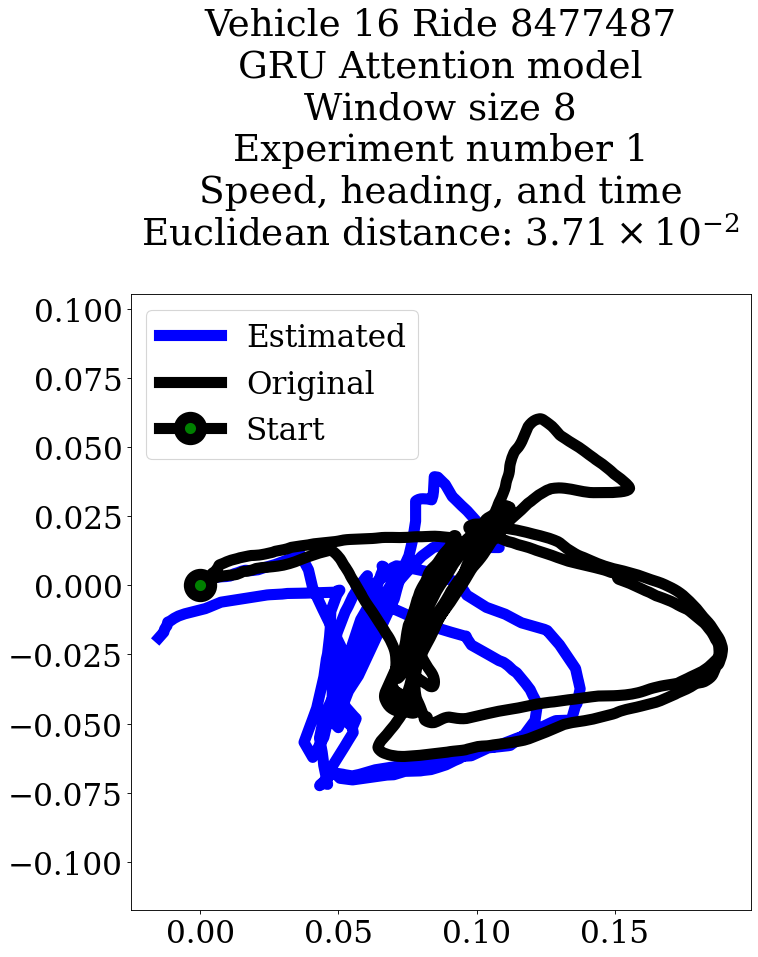 Vehicle 16 Ride 8477487
GRU Attention model
Window size 8
Experiment number 1
Speed, heading, and time
Euclidean distance: 3.71 × 10⁻²
0.100
0.075
0.050
0.025
0.000
−0.025
−0.050
−0.075
−0.100
Estimated
Original
Start
0.00 0.05 0.10 0.15